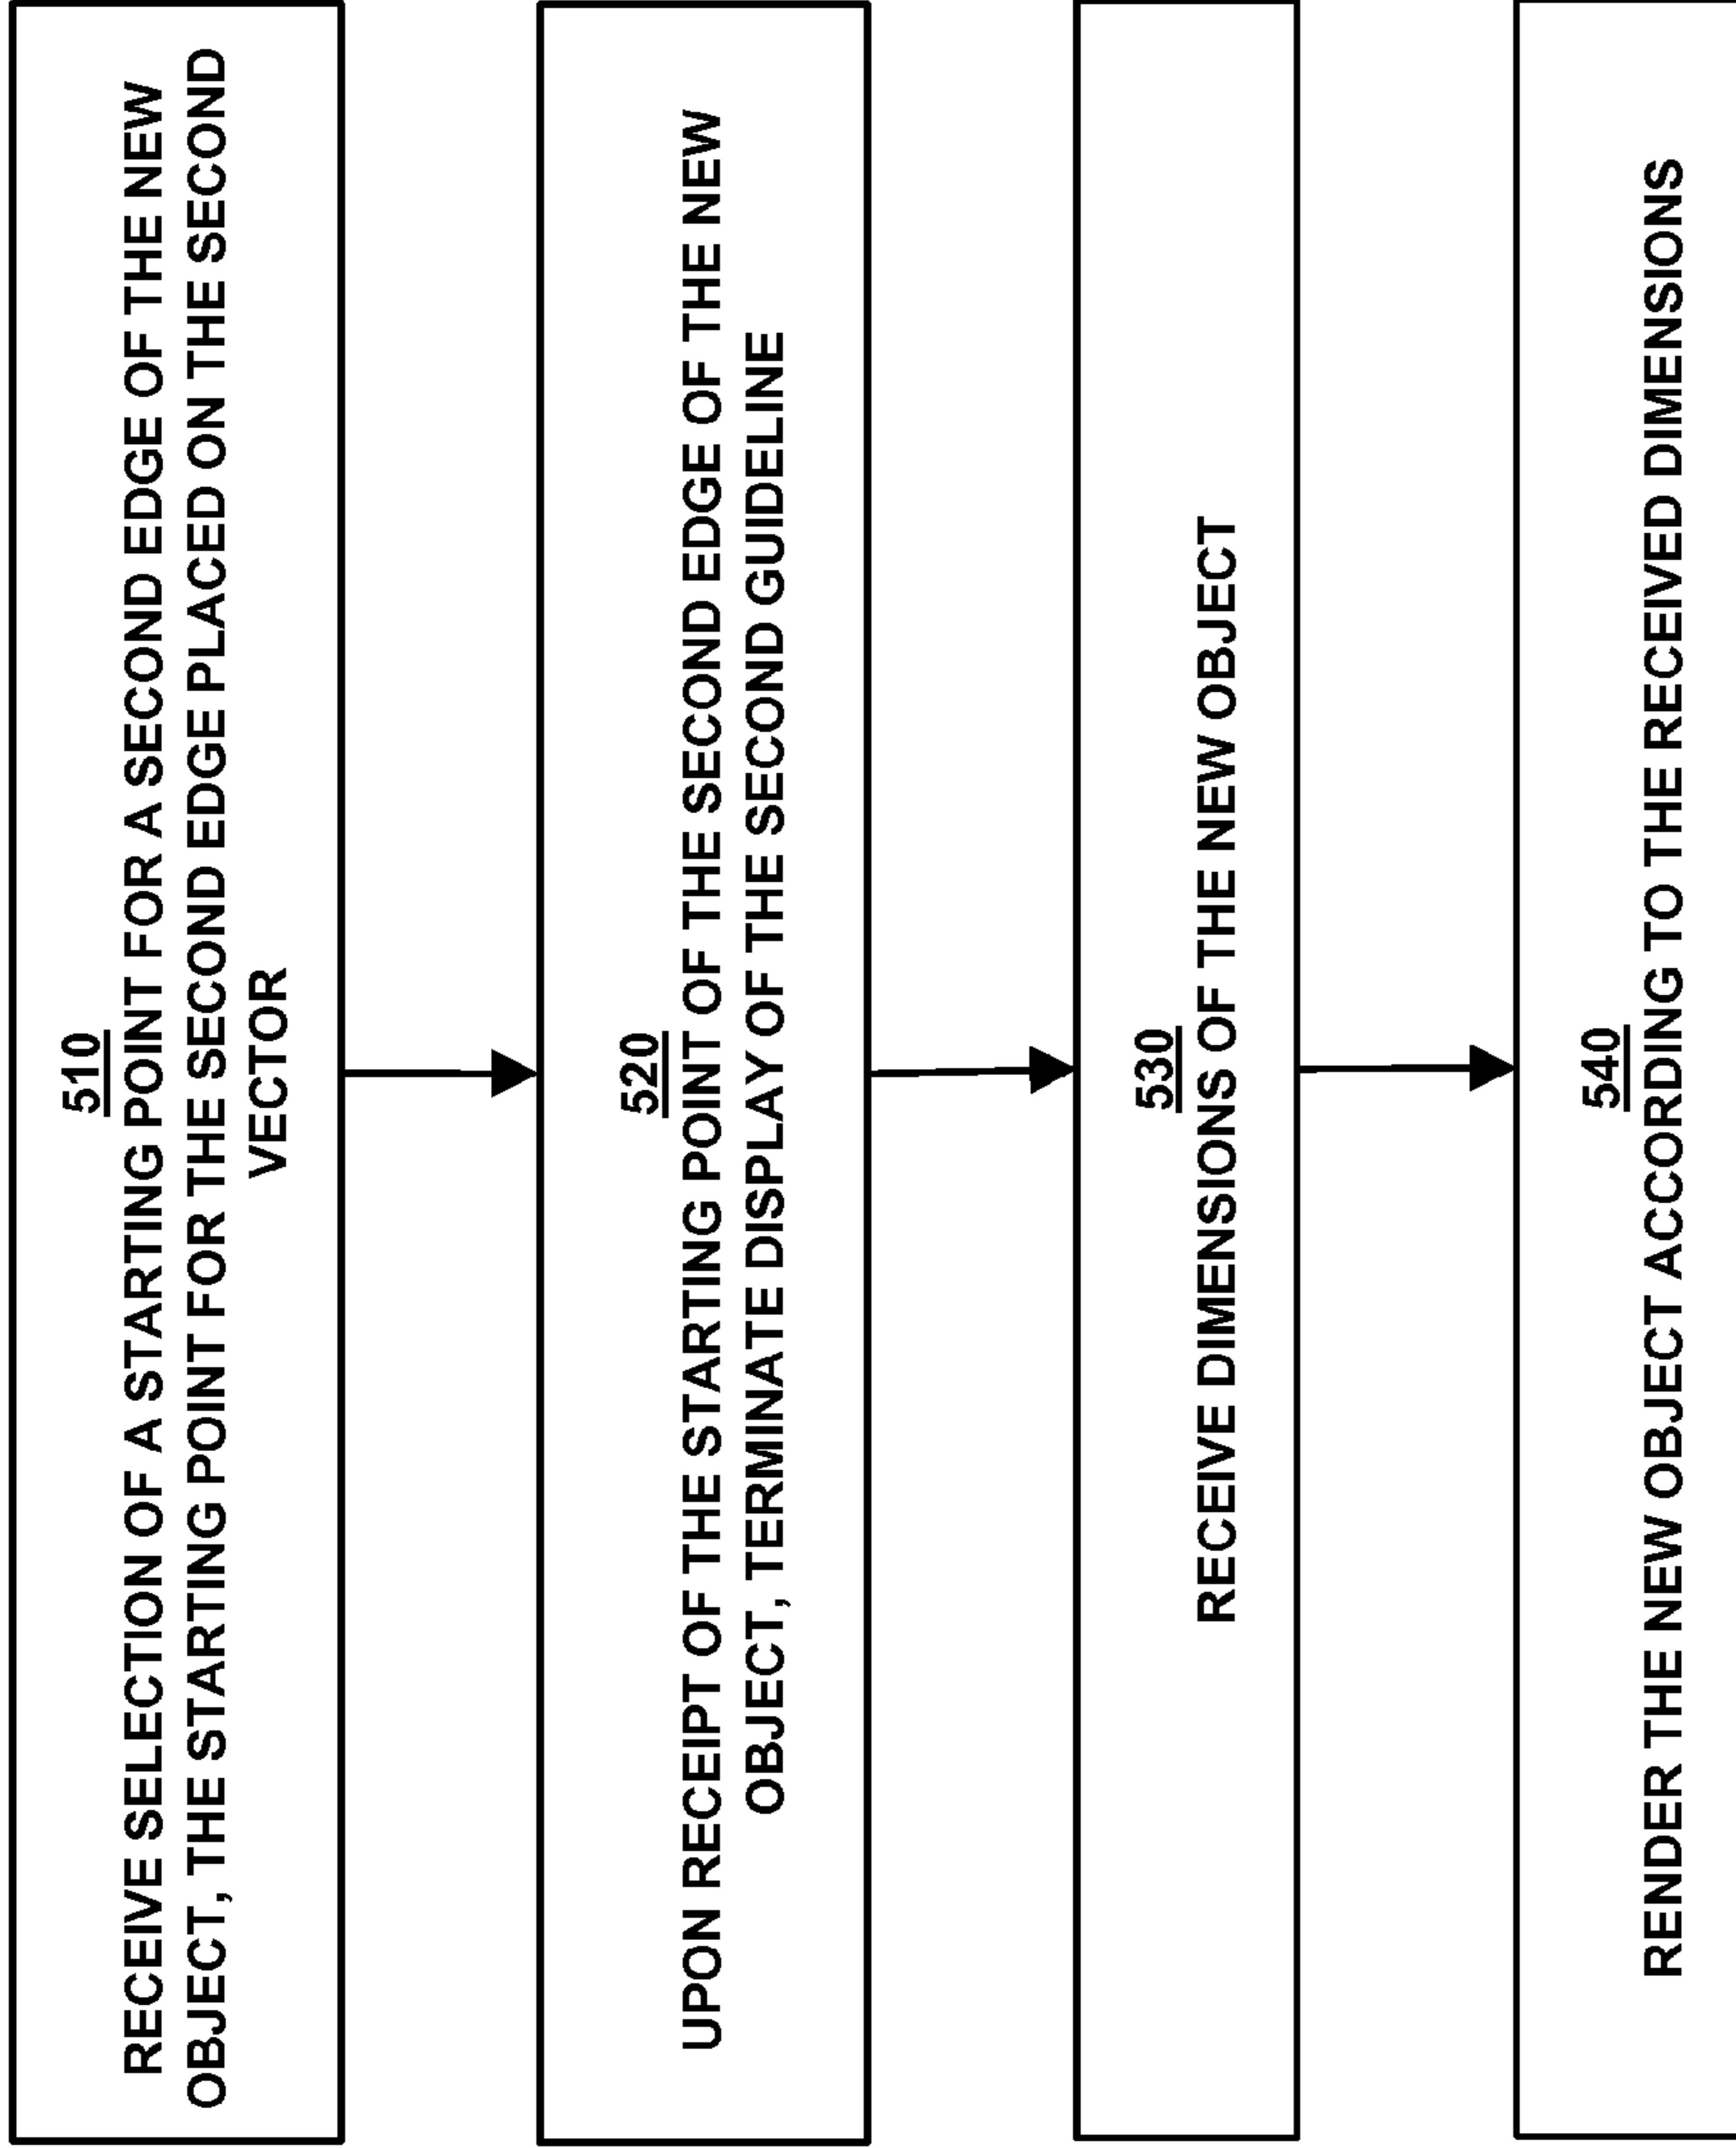 510
RECEIVE SELECTION OF A STARTING POINT FOR A SECOND EDGE OF THE NEW
OBJECT, THE STARTING POINT FOR THE SECOND EDGE PLACED ON THE SECOND
VECTOR
520
UPON RECEIPT OF THE STARTING POINT OF THE SECOND EDGE OF THE NEW
OBJECT, TERMINATE DISPLAY OF THE SECOND GUIDELINE
530
RECEIVE DIMENSIONS OF THE NEW OBJECT
540
RENDER THE NEW OBJECT ACCORDING TO THE RECEIVED DIMENSIONS